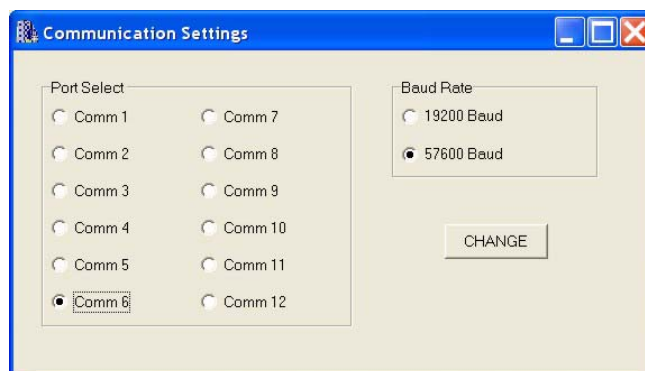 Communication Settings
Port Select
Comm 1
Comm 2
Comm 3
Comm 4
Comm 5
Comm 6
Comm 7
Comm 8
Comm 9
Comm 10
Comm 11
Comm 12
Baud Rate
19200 Baud
57600 Baud
CHANGE